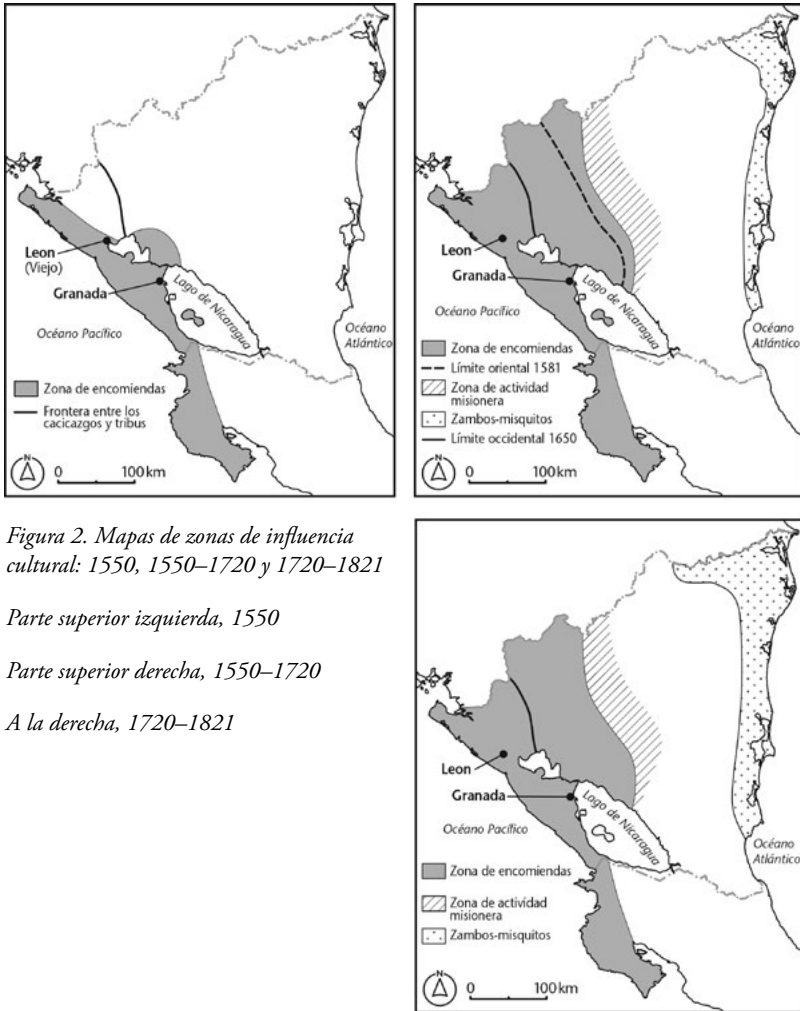 Leon
(Viejo)
Granada
Lago de Nicaragua
Océano Pacífico
Océano
Atlántico
Zona de encomiendas
Frontera entre los
cacicazgos y tribus
N
0 100 km
Leon
Granada
Lago de Nicaragua
Océano Pacífico
Océano
Atlántico
Zona de encomiendas
Límite oriental 1581
Zona de actividad
misionera
Zambos-misquitos
Límite occidental 1650
N
0 100 km
Figura 2. Mapas de zonas de influencia
cultural: 1550, 1550–1720 y 1720–1821
Parte superior izquierda, 1550
Parte superior derecha, 1550–1720
A la derecha, 1720–1821
Leon
Granada
Lago de Nicaragua
Océano Pacífico
Océano
Atlántico
Zona de encomiendas
Zona de actividad
misionera
Zambos-misquitos
N
0 100 km